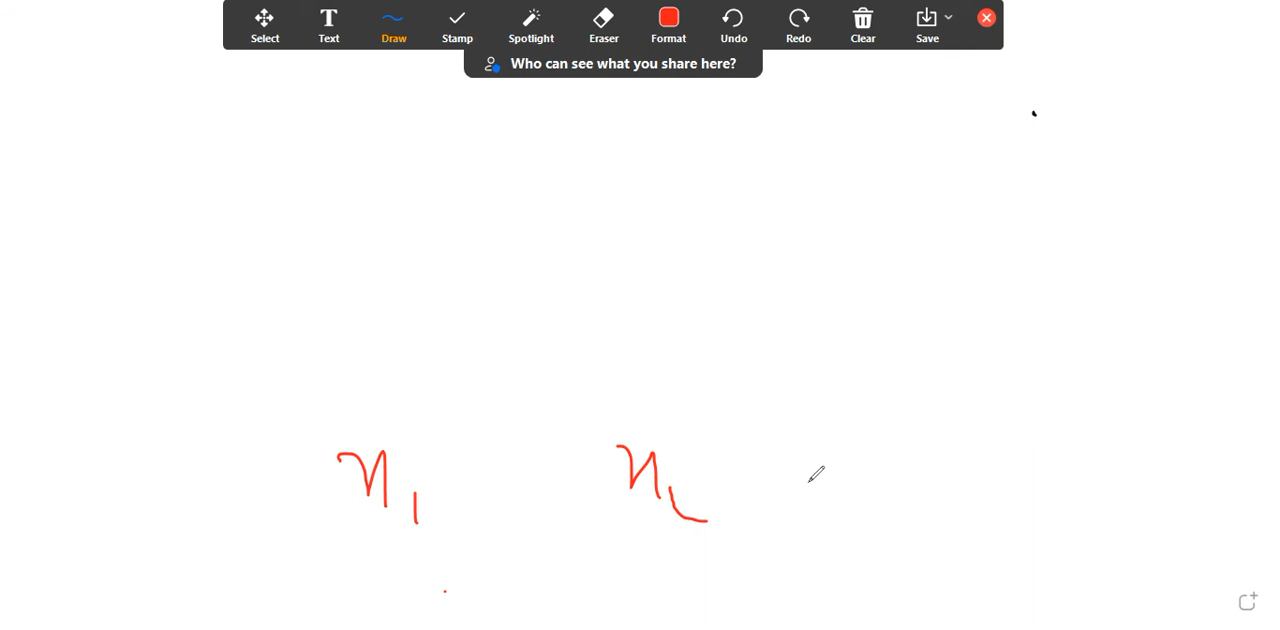 Select Text Draw Stamp Spotlight Eraser Format Undo Redo Clear Save
Who can see what you share here?